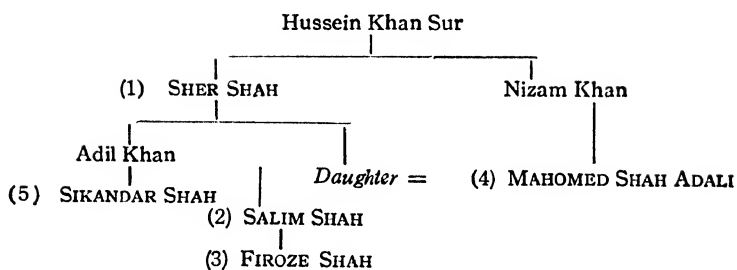 Hussein Khan Sur
(1) SHER SHAH Nizam Khan
Adil Khan
Daughter = (4) MAHOMED SHAH ADALI
(5) SIKANDAR SHAH
(2) SALIM SHAH
(3) FIROZE SHAH